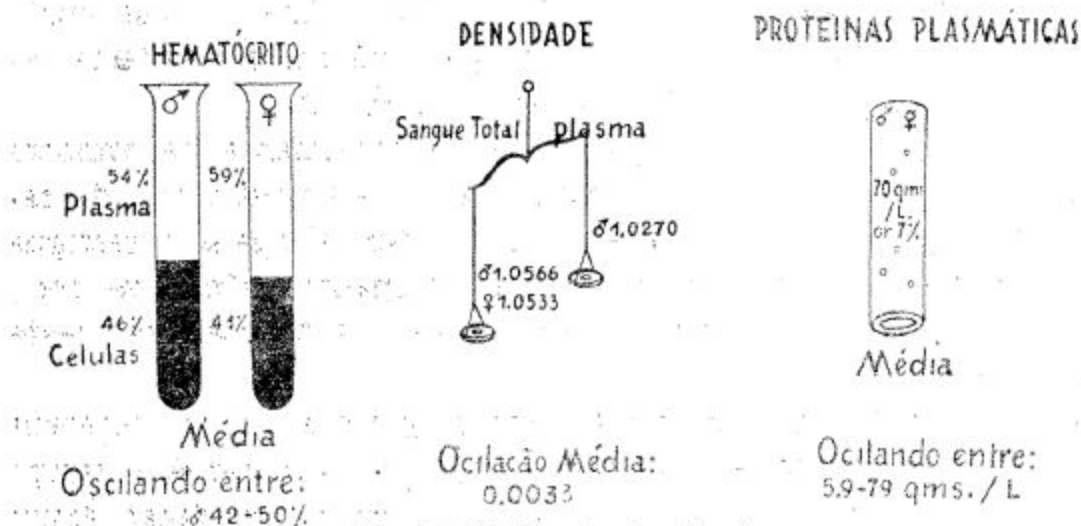 HEMATÓCRITO
♂ ♀
54% 59%
Plasma
46% 41%
Celulas
Média
Oscilando entre:
♂42-50%
DENSIDADE
Sangue Total plasma
♂1.0270
♂1.0566
♀1.0533
Ocilacão Média:
0.0033
PROTEINAS PLASMÁTICAS
♂ ♀
70 gms
/L.
or 7%
Média
Ocilando entre:
5.9-79 gms./L